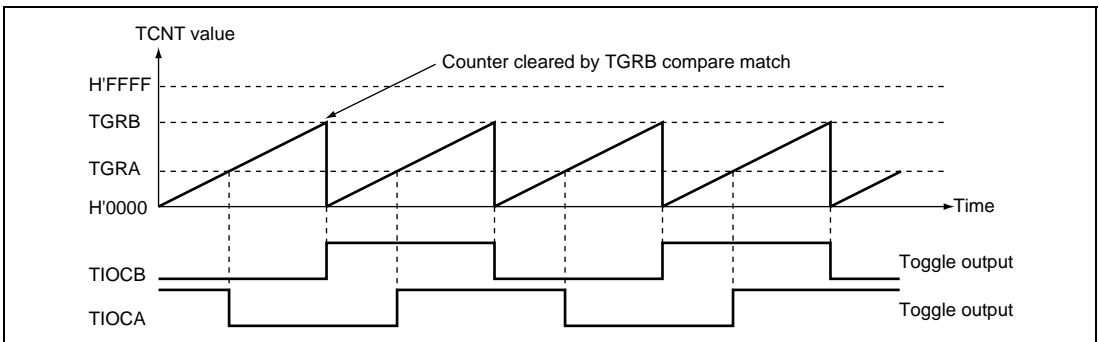 TCNT value
Counter cleared by TGRB compare match
H'FFFF
TGRB
TGRA
H'0000
Time
TIOCB
Toggle output
TIOCA
Toggle output